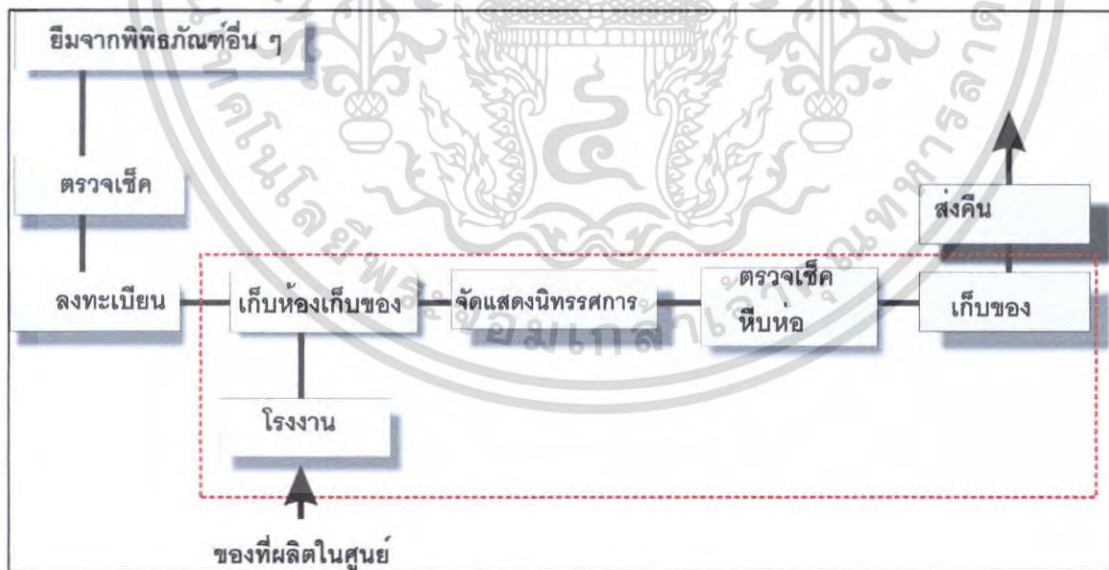 ยืมจากพิพิธภัณฑ์อื่น ๆ
ตรวจเช็ค
ส่งคืน
ลงทะเบียน
เก็บห้องเก็บของ
จัดแสดงนิทรรศการ
ตรวจเช็ค
หีบห่อ
เก็บของ
โรงงาน
ของที่ผลิตในศูนย์